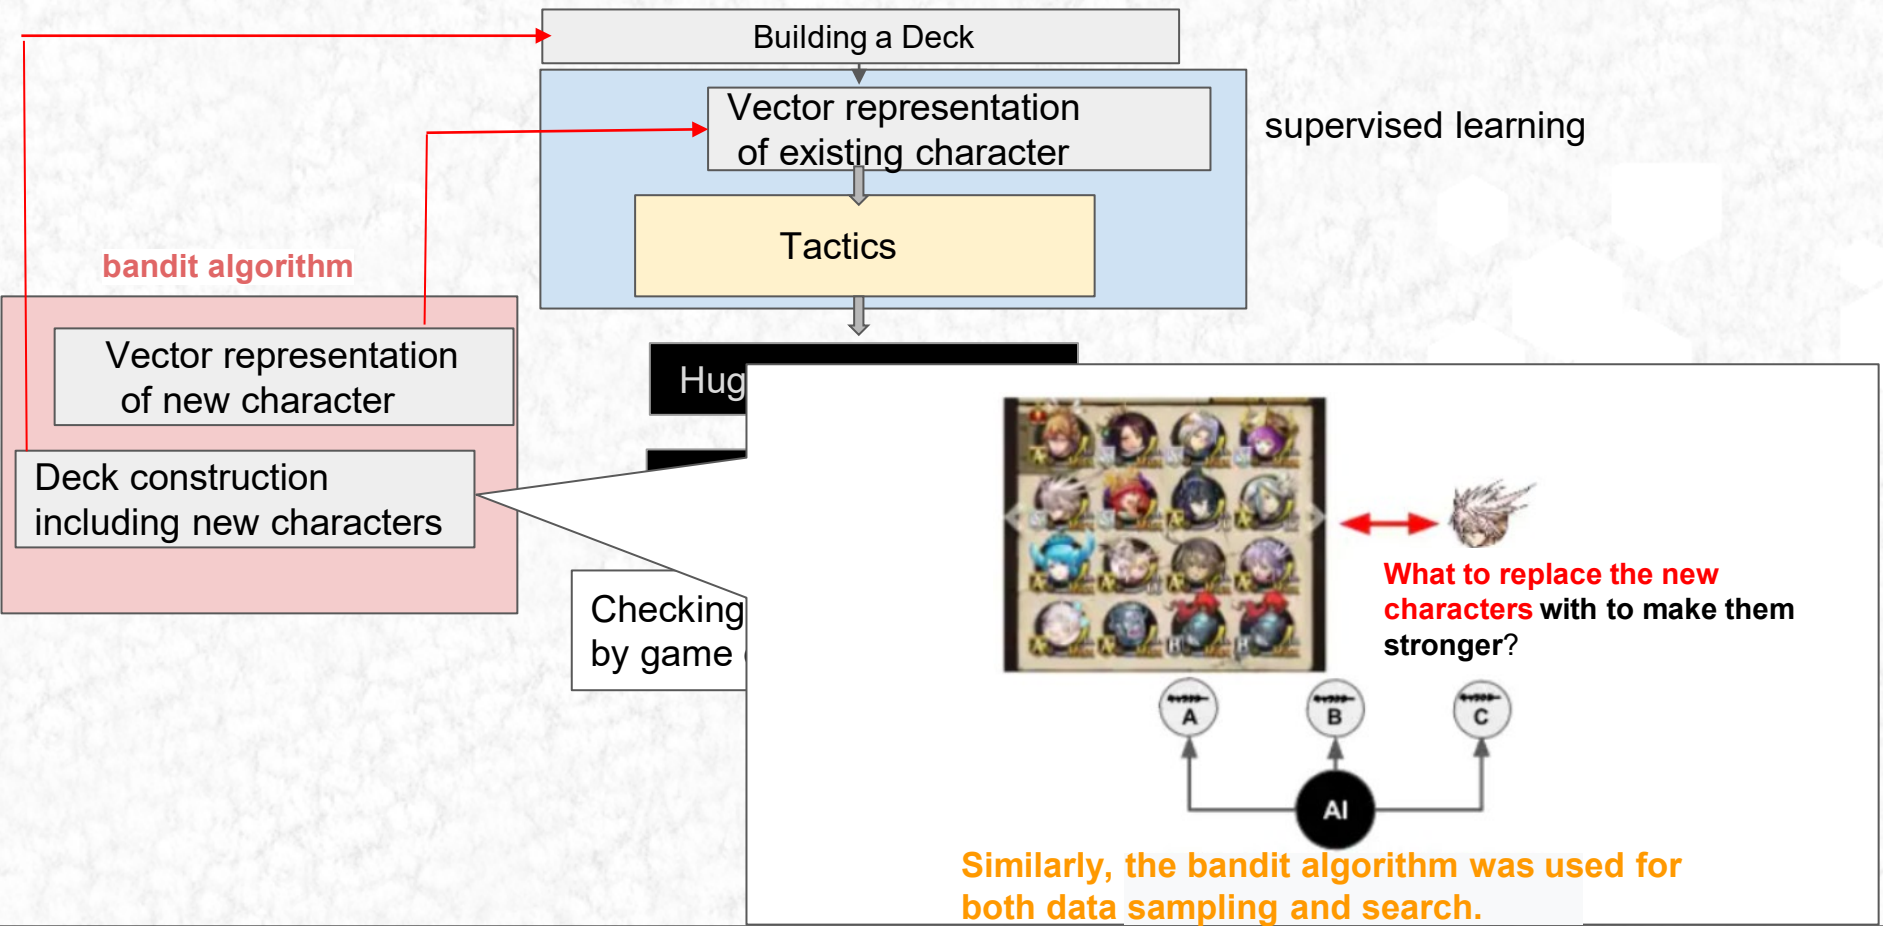 Building a Deck
Vector representation
of existing character
supervised learning
Tactics
bandit algorithm
Vector representation
of new character
Deck construction
including new characters
Hug
Checking
by game
What to replace the new
characters with to make them
stronger?
A
B
C
AI
Similarly, the bandit algorithm was used for
both data sampling and search.